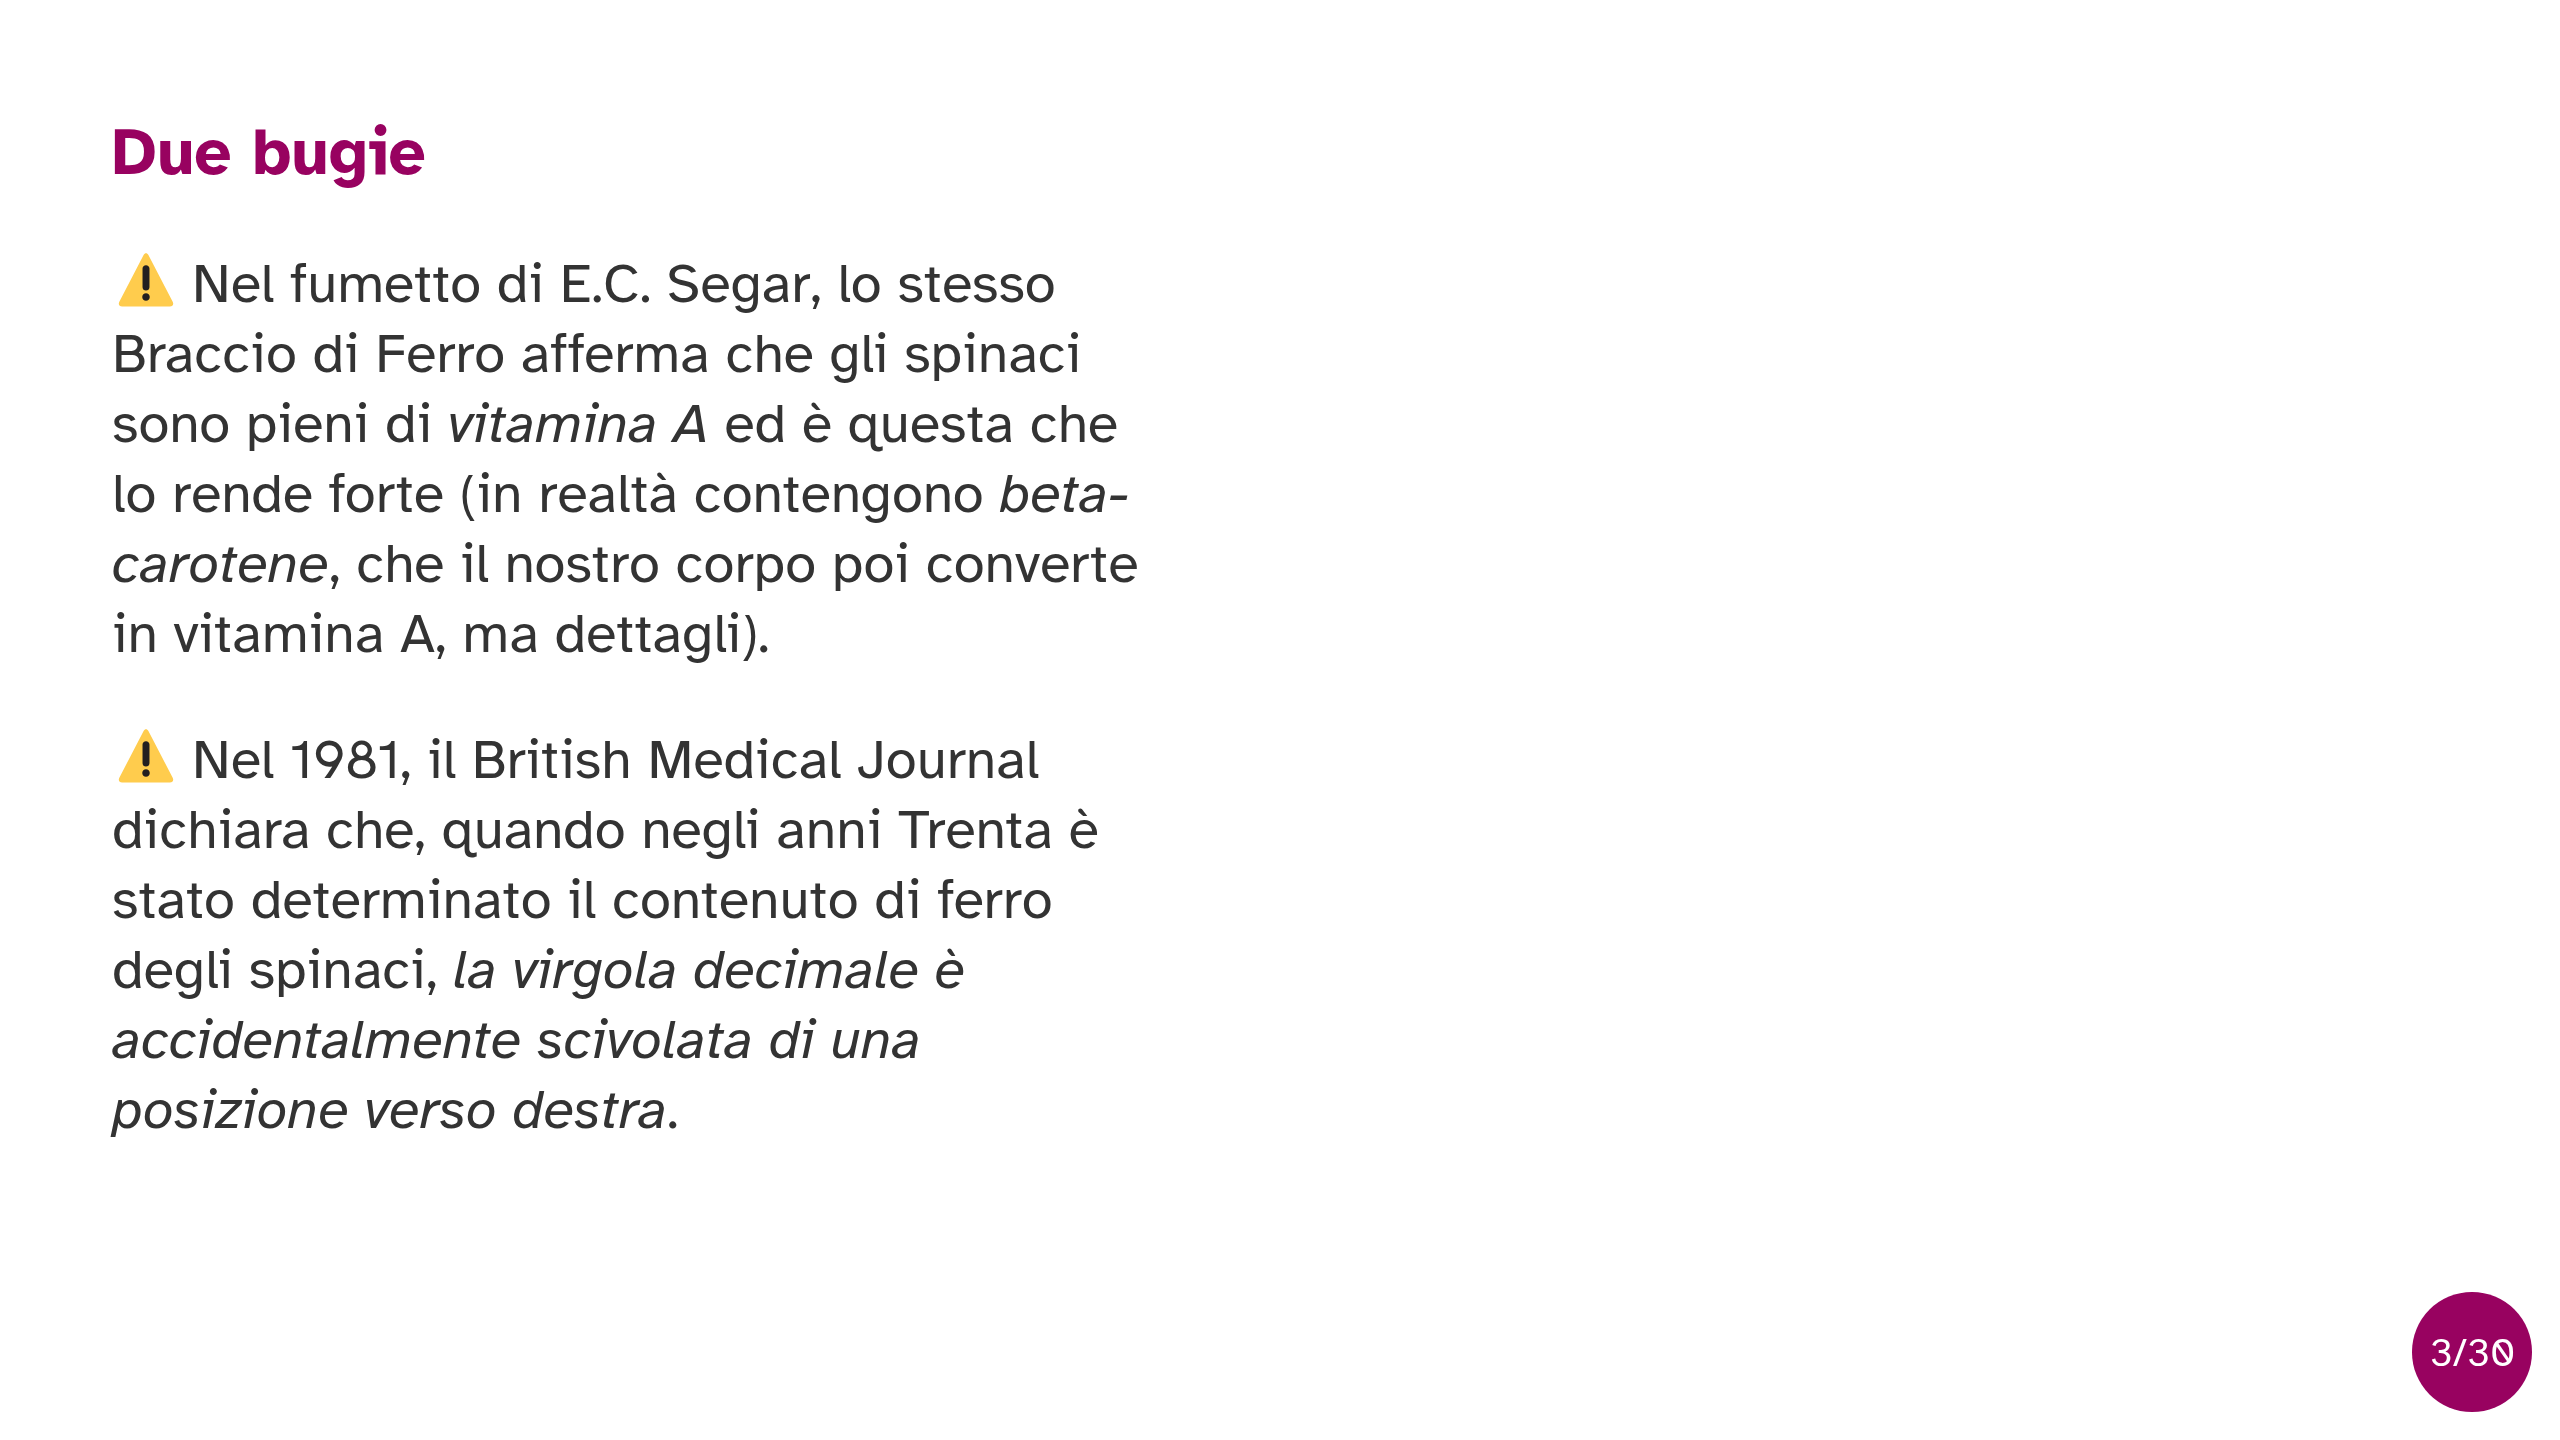 Due bugie
⚠️ Nel fumetto di E.C. Segar, lo stesso
Braccio di Ferro afferma che gli spinaci
sono pieni di vitamina A ed è questa che
lo rende forte (in realtà contengono beta-
carotene, che il nostro corpo poi converte
in vitamina A, ma dettagli).
⚠️ Nel 1981, il British Medical Journal
dichiara che, quando negli anni Trenta è
stato determinato il contenuto di ferro
degli spinaci, la virgola decimale è
accidentalmente scivolata di una
posizione verso destra.
3/30